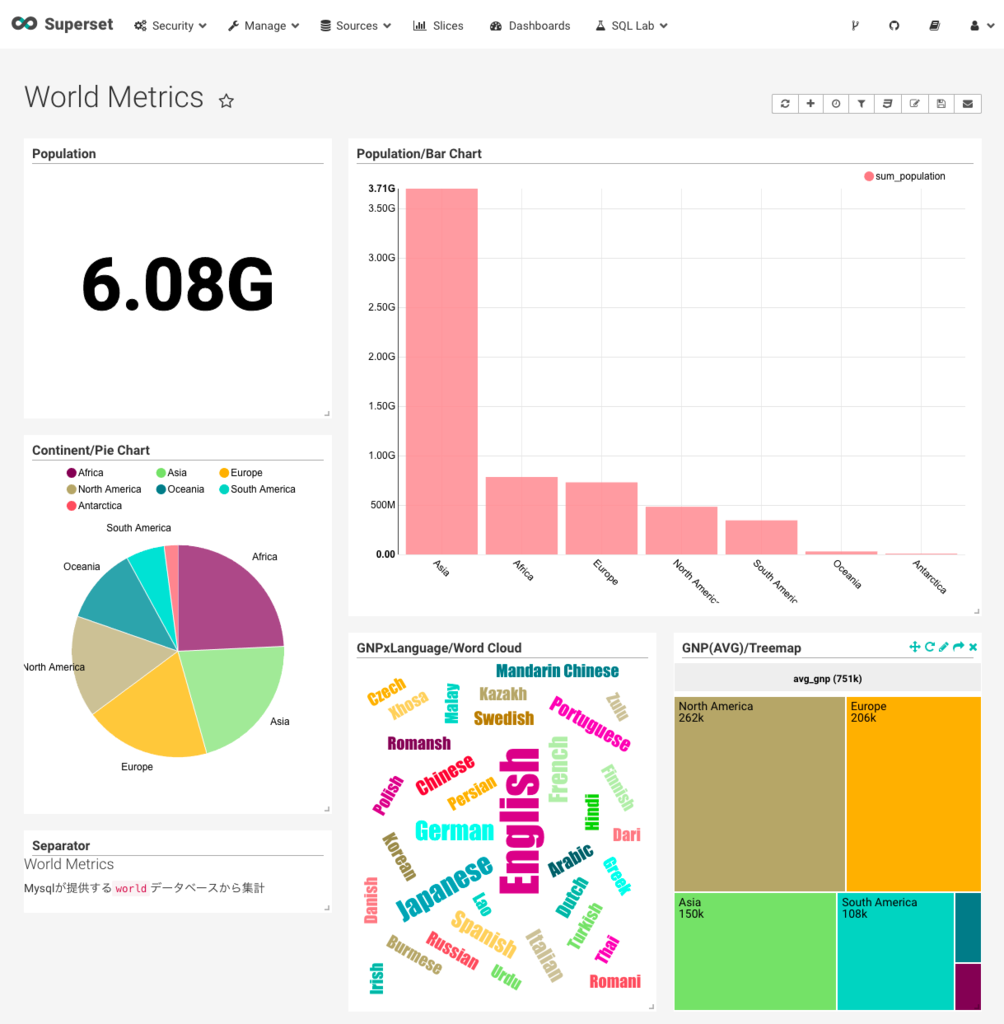 Superset
Security
Manage
Sources
Slices
Dashboards
SQL Lab
World Metrics
Population
6.08G
Population/Bar Chart
sum_population
3.71G
3.50G
3.00G
2.50G
2.00G
1.50G
1.00G
500M
0.00
Asia
Africa
Europe
North Americ
South Americ
Oceania
Antarctica
Continent/Pie Chart
Africa
Asia
Europe
North America
Oceania
South America
Antarctica
South America
Oceania
Africa
North America
Asia
Europe
Separator
World Metrics
Mysqlが提供する world データベースから集計
GNPxLanguage/Word Cloud
Mandarin Chinese
Czech
Xhosa
Malay
Kazakh
Swedish
Zulu
Portuguese
Romansh
Chinese
Persian
French
Polish
Finnish
English
Hindi
German
Dari
Korean
Arabic
Greek
Japanese
Danish
Lao
Dutch
Spanish
Turkish
Burmese
Russian
Italian
Thai
Irish
Urdu
Romani
GNP(AVG)/Treemap
avg_gnp (751k)
North America
262k
Europe
206k
Asia
150k
South America
108k